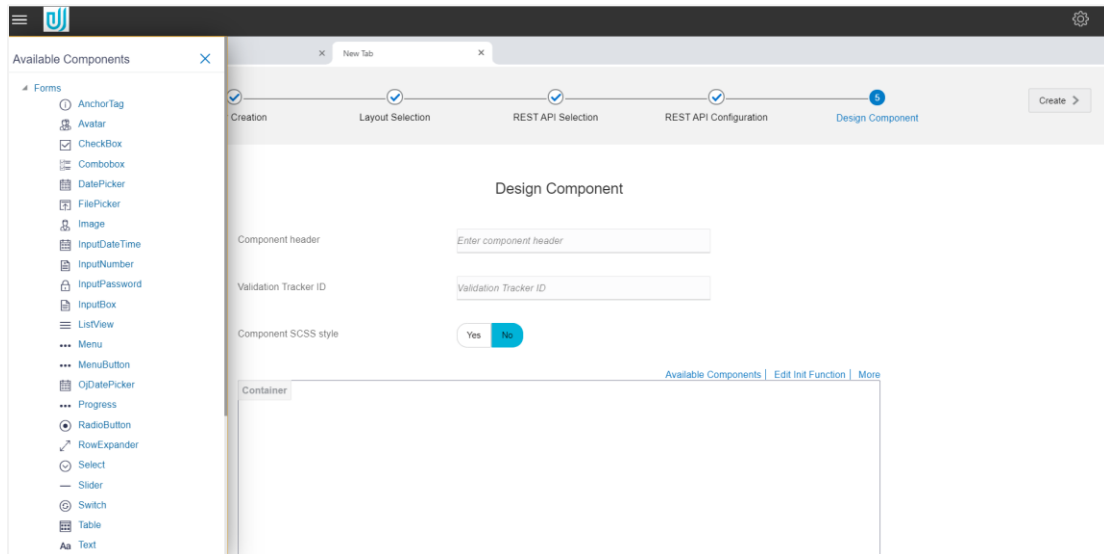 Available Components
Forms
AnchorTag
Avatar
CheckBox
Combobox
DatePicker
FilePicker
Image
InputDateTime
InputNumber
InputPassword
InputBox
ListView
Menu
MenuButton
OjDatePicker
Progress
RadioButton
RowExpander
Select
Slider
Switch
Table
Aa Text
New Tab
Creation
Layout Selection
REST API Selection
REST API Configuration
5
Design Component
Create
Design Component
Component header
Enter component header
Validation Tracker ID
Validation Tracker ID
Component SCSS style
Yes No
Available Components | Edit Init Function | More
Container